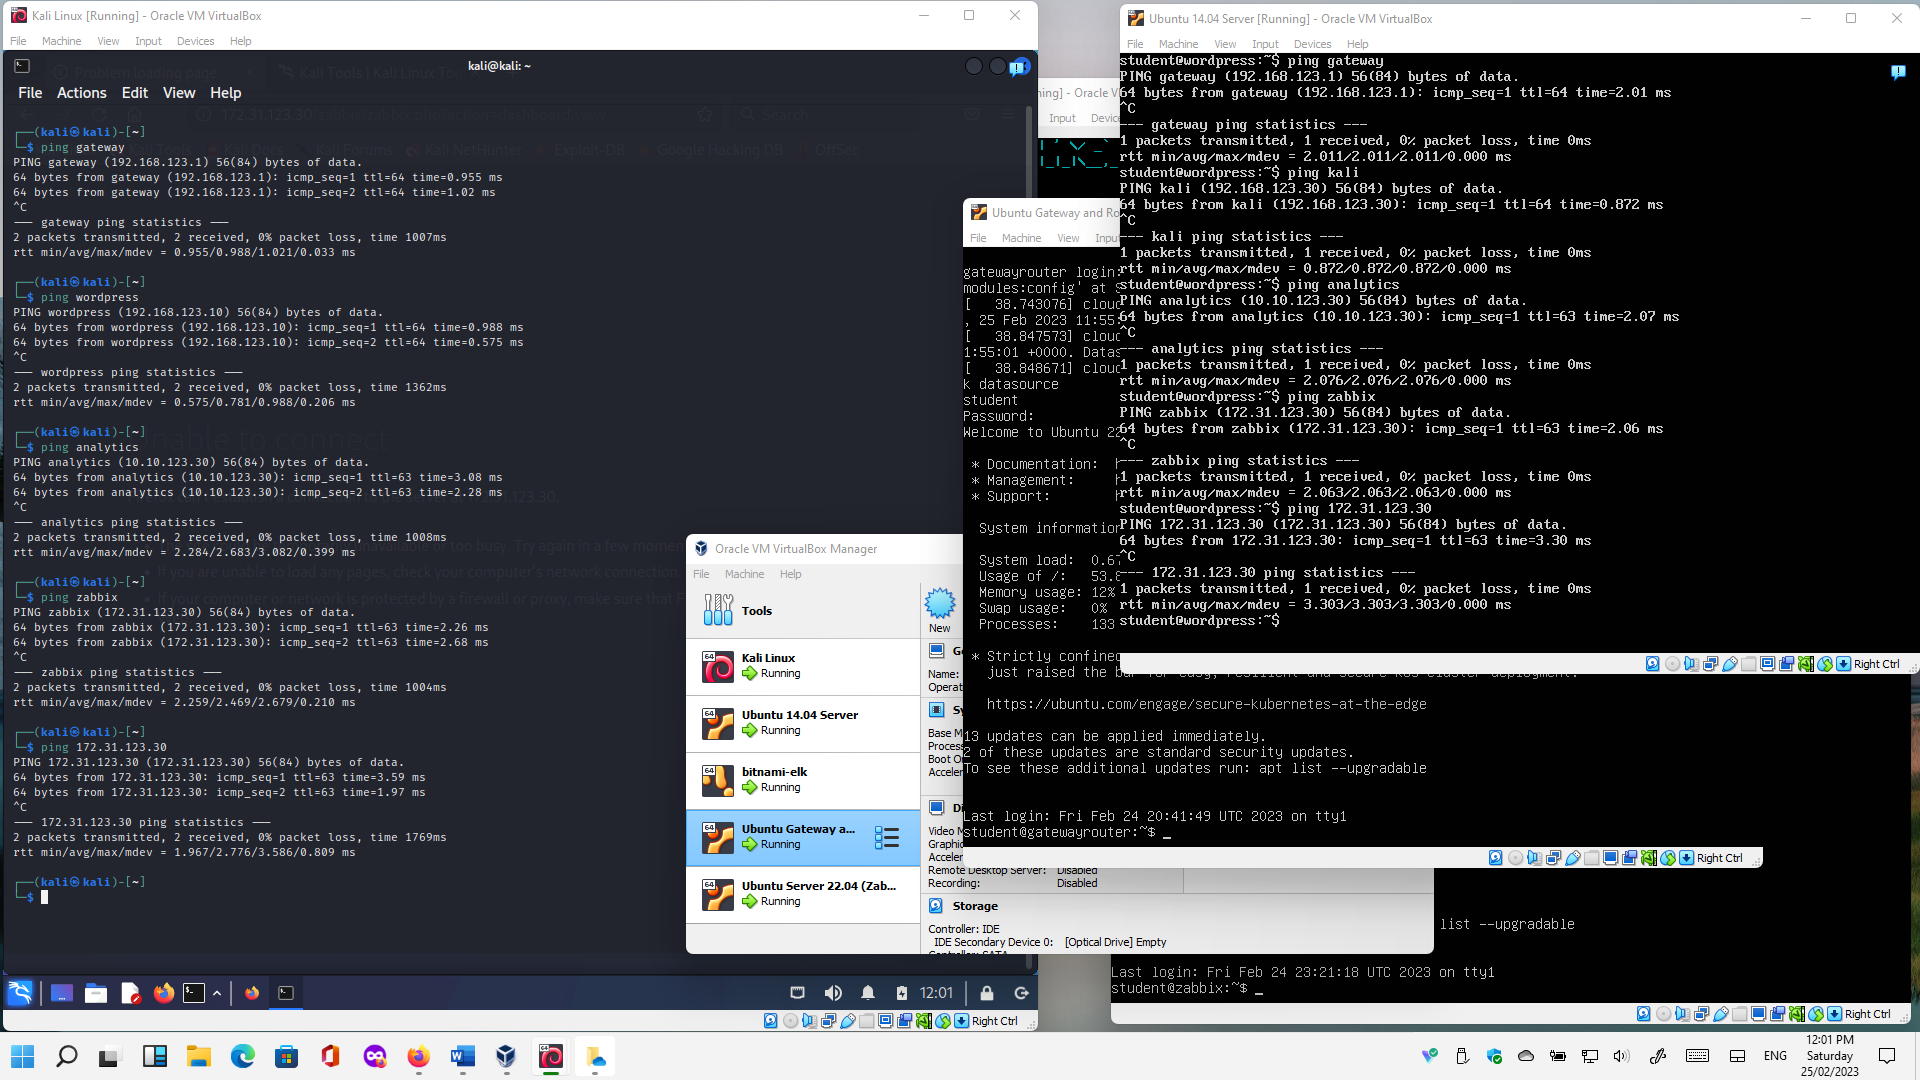 Kali Linux [Running] - Oracle VM VirtualBox
File Machine View Input Devices Help
kali@kali: ~
File Actions Edit View Help
┌──(kali㉿kali)-[~]
└─$ ping gateway
PING gateway (192.168.123.1) 56(84) bytes of data.
64 bytes from gateway (192.168.123.1): icmp_seq=1 ttl=64 time=0.955 ms
64 bytes from gateway (192.168.123.1): icmp_seq=2 ttl=64 time=1.02 ms
^C
--- gateway ping statistics ---
2 packets transmitted, 2 received, 0% packet loss, time 1007ms
rtt min/avg/max/mdev = 0.955/0.988/1.021/0.033 ms
┌──(kali㉿kali)-[~]
└─$ ping wordpress
PING wordpress (192.168.123.10) 56(84) bytes of data.
64 bytes from wordpress (192.168.123.10): icmp_seq=1 ttl=64 time=0.988 ms
64 bytes from wordpress (192.168.123.10): icmp_seq=2 ttl=64 time=0.575 ms
^C
--- wordpress ping statistics ---
2 packets transmitted, 2 received, 0% packet loss, time 1362ms
rtt min/avg/max/mdev = 0.575/0.781/0.988/0.206 ms
┌──(kali㉿kali)-[~]
└─$ ping analytics
PING analytics (10.10.123.30) 56(84) bytes of data.
64 bytes from analytics (10.10.123.30): icmp_seq=1 ttl=63 time=3.08 ms
64 bytes from analytics (10.10.123.30): icmp_seq=2 ttl=63 time=2.28 ms
^C
--- analytics ping statistics ---
2 packets transmitted, 2 received, 0% packet loss, time 1008ms
rtt min/avg/max/mdev = 2.284/2.683/3.082/0.399 ms
┌──(kali㉿kali)-[~]
└─$ ping zabbix
PING zabbix (172.31.123.30) 56(84) bytes of data.
64 bytes from zabbix (172.31.123.30): icmp_seq=1 ttl=63 time=2.26 ms
64 bytes from zabbix (172.31.123.30): icmp_seq=2 ttl=63 time=2.68 ms
^C
--- zabbix ping statistics ---
2 packets transmitted, 2 received, 0% packet loss, time 1004ms
rtt min/avg/max/mdev = 2.259/2.469/2.679/0.210 ms
┌──(kali㉿kali)-[~]
└─$ ping 172.31.123.30
PING 172.31.123.30 (172.31.123.30) 56(84) bytes of data.
64 bytes from 172.31.123.30: icmp_seq=1 ttl=63 time=3.59 ms
64 bytes from 172.31.123.30: icmp_seq=2 ttl=63 time=1.97 ms
^C
--- 172.31.123.30 ping statistics ---
2 packets transmitted, 2 received, 0% packet loss, time 1769ms
rtt min/avg/max/mdev = 1.967/2.776/3.586/0.809 ms
┌──(kali㉿kali)-[~]
└─$
12:01
Right Ctrl
Oracle VM VirtualBox Manager
File Machine Help
Tools
New
Kali Linux
Running
Ubuntu 14.04 Server
Running
bitnami-elk
Running
Ubuntu Gateway a...
Running
Ubuntu Server 22.04 (Zab...
Running
Name:
Remote Desktop Server: Disabled
Recording: Disabled
Storage
Controller: IDE
IDE Secondary Device 0: [Optical Drive] Empty
ning] - Oracle V
Input Devic
Ubuntu Gateway and Ro
File Machine View Inpu
gatewayrouter login:
modules:config' at S
[ 38.743076] clouc
, 25 Feb 2023 11:55:
[ 38.847573] clouc
1:55:01 +0000. Datas
[ 38.848671] clouc
k datasource
student
Password:
Welcome to Ubuntu 22
* Documentation:
* Management:
* Support:
System information
System load: 0.67
Usage of /: 53.8
Memory usage: 12%
Swap usage: 0%
Processes: 133
* Strictly confined
just raised the bar for easy, resilient and secure K8s cluster deployment.
https://ubuntu.com/engage/secure-kubernetes-at-the-edge
13 updates can be applied immediately.
2 of these updates are standard security updates.
To see these additional updates run: apt list --upgradable
Last login: Fri Feb 24 20:41:49 UTC 2023 on tty1
student@gatewayrouter:~$ _
Right Ctrl
Ubuntu 14.04 Server [Running] - Oracle VM VirtualBox
File Machine View Input Devices Help
student@wordpress:~$ ping gateway
PING gateway (192.168.123.1) 56(84) bytes of data.
64 bytes from gateway (192.168.123.1): icmp_seq=1 ttl=64 time=2.01 ms
^C
--- gateway ping statistics ---
1 packets transmitted, 1 received, 0% packet loss, time 0ms
rtt min/avg/max/mdev = 2.011/2.011/2.011/0.000 ms
student@wordpress:~$ ping kali
PING kali (192.168.123.30) 56(84) bytes of data.
64 bytes from kali (192.168.123.30): icmp_seq=1 ttl=64 time=0.872 ms
^C
--- kali ping statistics ---
1 packets transmitted, 1 received, 0% packet loss, time 0ms
rtt min/avg/max/mdev = 0.872/0.872/0.872/0.000 ms
student@wordpress:~$ ping analytics
PING analytics (10.10.123.30) 56(84) bytes of data.
64 bytes from analytics (10.10.123.30): icmp_seq=1 ttl=63 time=2.07 ms
^C
--- analytics ping statistics ---
1 packets transmitted, 1 received, 0% packet loss, time 0ms
rtt min/avg/max/mdev = 2.076/2.076/2.076/0.000 ms
student@wordpress:~$ ping zabbix
PING zabbix (172.31.123.30) 56(84) bytes of data.
64 bytes from zabbix (172.31.123.30): icmp_seq=1 ttl=63 time=2.06 ms
^C
--- zabbix ping statistics ---
1 packets transmitted, 1 received, 0% packet loss, time 0ms
rtt min/avg/max/mdev = 2.063/2.063/2.063/0.000 ms
student@wordpress:~$ ping 172.31.123.30
PING 172.31.123.30 (172.31.123.30) 56(84) bytes of data.
64 bytes from 172.31.123.30: icmp_seq=1 ttl=63 time=3.30 ms
^C
--- 172.31.123.30 ping statistics ---
1 packets transmitted, 1 received, 0% packet loss, time 0ms
rtt min/avg/max/mdev = 3.303/3.303/3.303/0.000 ms
student@wordpress:~$
Right Ctrl
list --upgradable
Last login: Fri Feb 24 23:21:18 UTC 2023 on tty1
student@zabbix:~$ _
Right Ctrl
ENG
12:01 PM
Saturday
25/02/2023